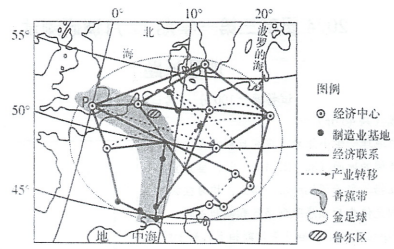 0° 10° 20°
55°
50°
45°
北
海
波罗的海
P
S
地 中海
图例
经济中心
制造业基地
经济联系
产业转移
香蕉带
金足球
鲁尔区